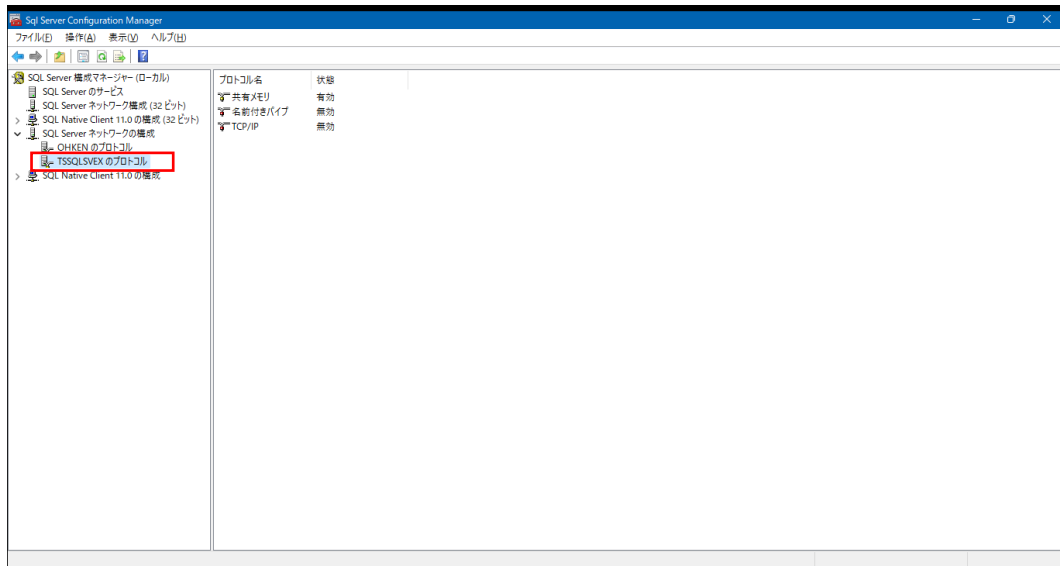 Sql Server Configuration Manager
ファイル(F) 操作(A) 表示(V) ヘルプ(H)
SQL Server 構成マネージャー (ローカル)
SQL Server のサービス
SQL Server ネットワーク構成 (32 ビット)
SQL Native Client 11.0 の構成 (32 ビット)
SQL Server ネットワークの構成
OHKEN のプロトコル
TSSQLSVEX のプロトコル
SQL Native Client 11.0 の構成
プロトコル名 状態
共有メモリ 有効
名前付きパイプ 無効
TCP/IP 無効